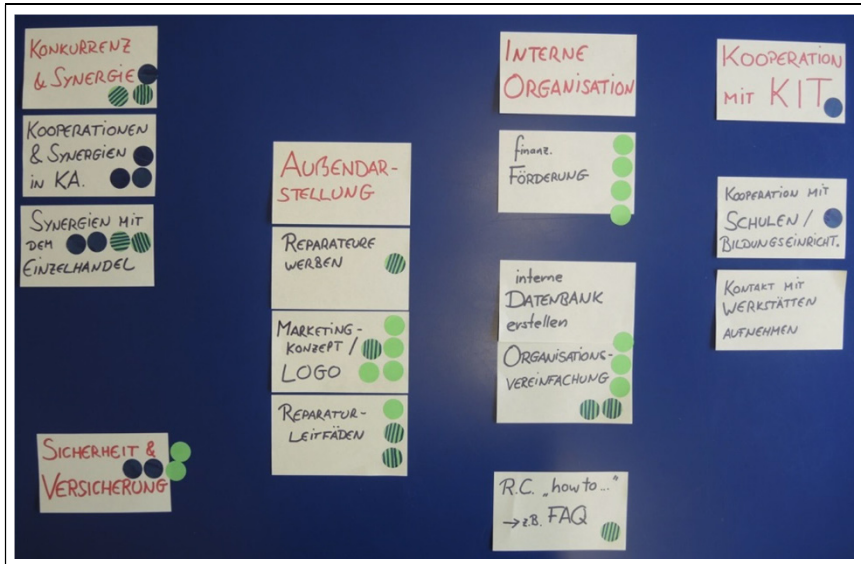 KONKURRENZ
& SYNERGIE
KOOPERATIONEN
& SYNERGIEN
in KA.
SYNERGIEN MIT
DEM
EINZELHANDEL
SICHERHEIT &
VERSICHERUNG
AUßENDAR-
STELLUNG
REPARATEURE
WERBEN
MARKETING-
KONZEPT /
LOGO
REPARATUR-
LEITFÄDEN
INTERNE
ORGANISATION
finanz.
FÖRDERUNG
interne
DATENBANK
erstellen
ORGANISATIONS-
VEREINFACHUNG
R.C. „how to..."
→ z.B. FAQ
KOOPERATION
MIT KIT
KOOPERATION MIT
SCHULEN /
BILDUNGSEINRICHT.
KONTAKT MIT
WERKSTÄTTEN
AUFNEHMEN